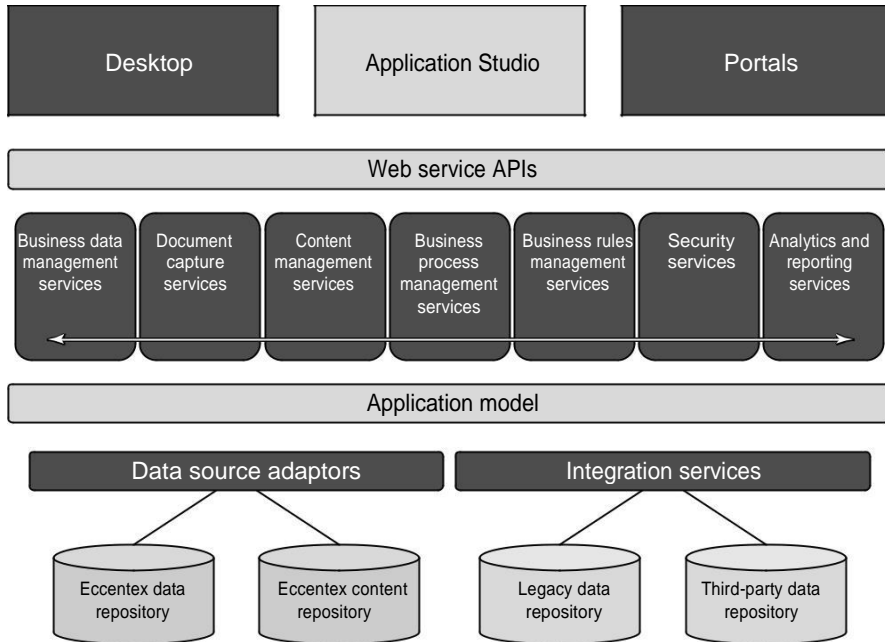 Desktop
Application Studio
Portals
Web service APIs
Business data
management
services
Document
capture
services
Content
management
services
Business
process
management
services
Business rules
management
services
Security
services
Analytics and
reporting
services
Application model
Data source adaptors
Integration services
Eccentex data
repository
Eccentex content
repository
Legacy data
repository
Third-party data
repository